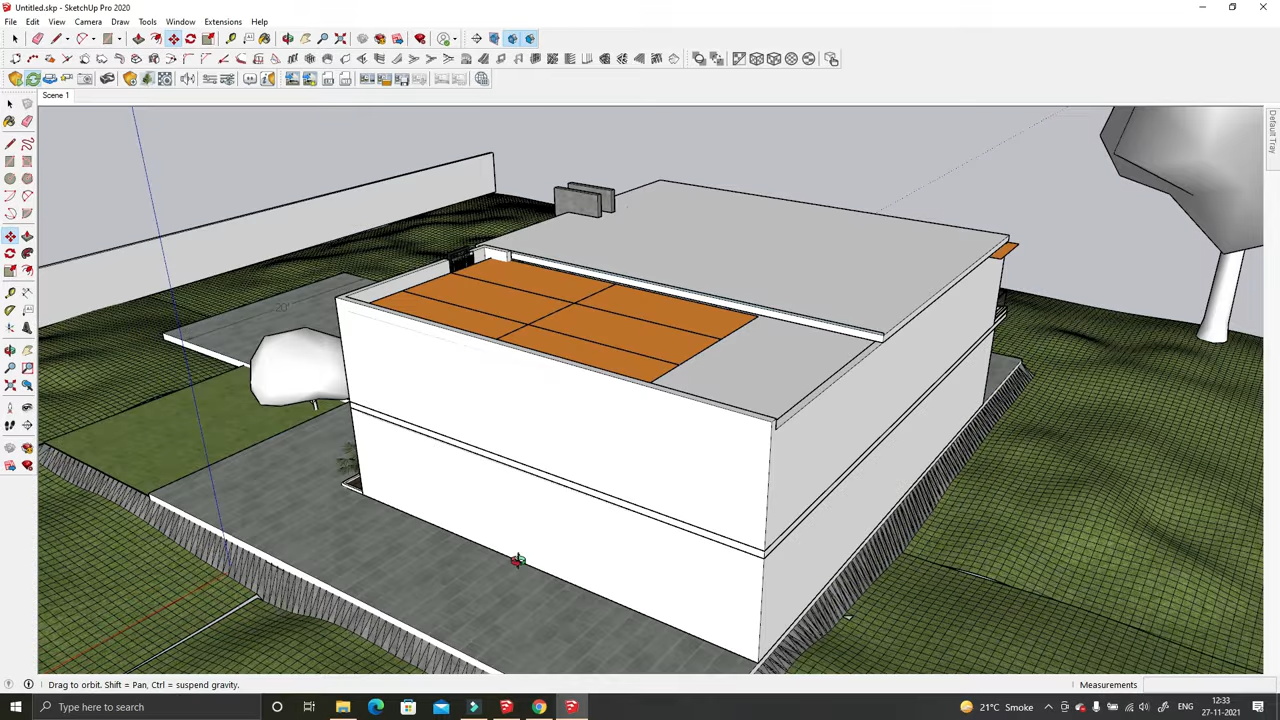 Untitled.skp - SketchUp Pro 2020
File Edit View Camera Draw Tools Window Extensions Help
Scene 1
Default Tray
20'
Drag to orbit. Shift = Pan, Ctrl = suspend gravity.
Measurements
Type here to search
21°C Smoke
ENG
12:33
27-11-2021